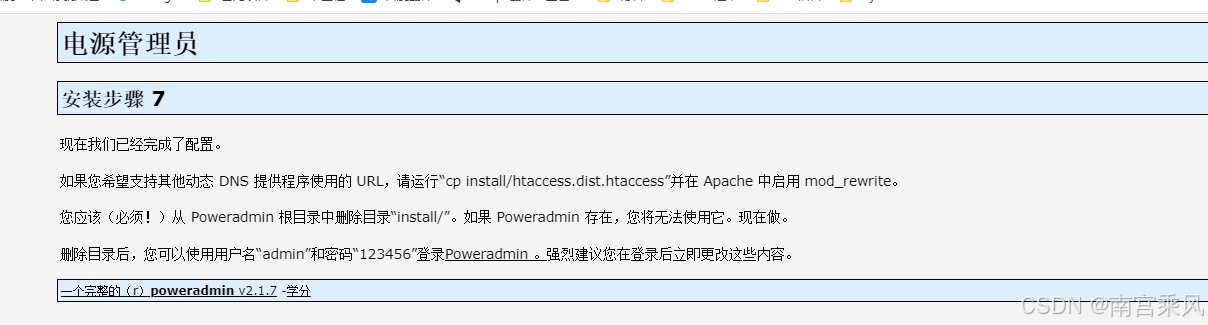 电源管理员
安装步骤 7
现在我们已经完成了配置。
如果您希望支持其他动态 DNS 提供程序使用的 URL，请运行“cp install/htaccess.dist.htaccess”并在 Apache 中启用 mod_rewrite。
您应该（必须！）从 Poweradmin 根目录中删除目录“install/”。如果 Poweradmin 存在，您将无法使用它。现在做。
删除目录后，您可以使用用户名“admin”和密码“123456”登录Poweradmin 。强烈建议您在登录后立即更改这些内容。
一个完整的（r）poweradmin v2.1.7 -学分
CSDN @南宫乘风